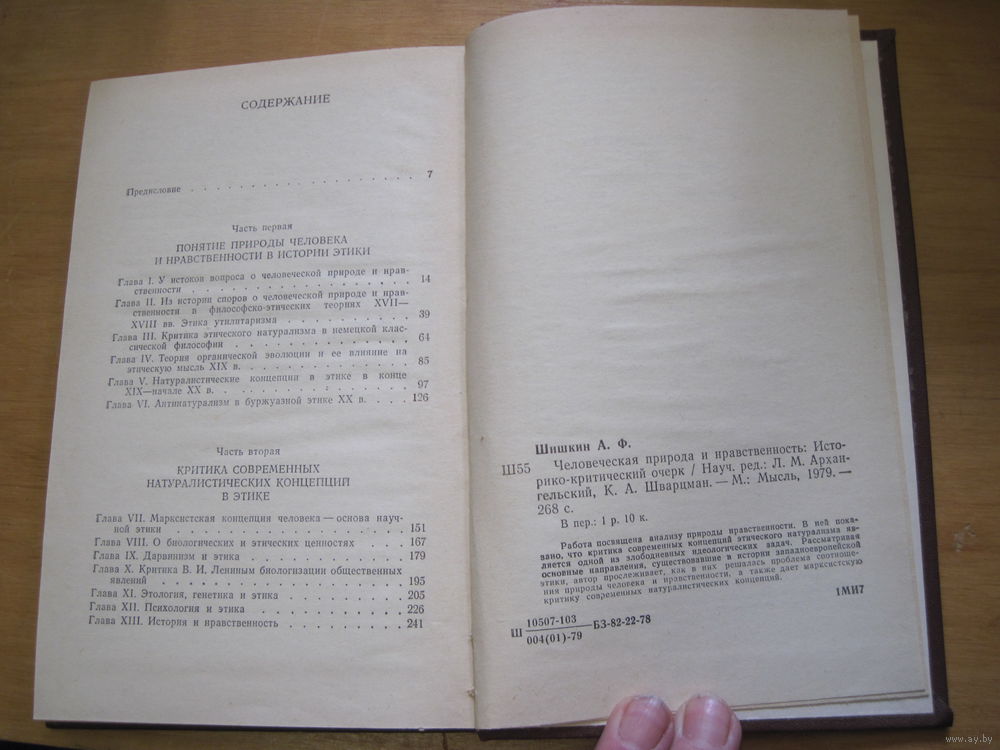 СОДЕРЖАНИЕ
Предисловие . . . . . . . . . . . . . . . . . . 7
Часть первая
ПОНЯТИЕ ПРИРОДЫ ЧЕЛОВЕКА
И НРАВСТВЕННОСТИ В ИСТОРИИ ЭТИКИ
Глава I. У истоков вопроса о человеческой природе и нрав-
ственности . . . . . . . . . . . . . . . . 14
Глава II. Из истории споров о человеческой природе и нрав-
ственности в философско-этических теориях XVII—
XVIII вв. Этика утилитаризма . . . . . . . . . . 39
Глава III. Критика этического натурализма в немецкой клас-
сической философии . . . . . . . . . . . . . 64
Глава IV. Теория органической эволюции и ее влияние на
этическую мысль XIX в. . . . . . . . . . . . 85
Глава V. Натуралистические концепции в этике в конце
XIX—начале XX в. . . . . . . . . . . . . . 97
Глава VI. Антинатурализм в буржуазной этике XX в. . . . 126
Часть вторая
КРИТИКА СОВРЕМЕННЫХ
НАТУРАЛИСТИЧЕСКИХ КОНЦЕПЦИЙ
В ЭТИКЕ
Глава VII. Марксистская концепция человека — основа науч-
ной этики . . . . . . . . . . . . . . . . 151
Глава VIII. О биологических и этических ценностях . . . . 167
Глава IX. Дарвинизм и этика . . . . . . . . . . . 179
Глава X. Критика В. И. Лениным биологизации общественных
явлений . . . . . . . . . . . . . . . . . 195
Глава XI. Этология, генетика и этика . . . . . . . . 205
Глава XII. Психология и этика . . . . . . . . . . 226
Глава XIII. История и нравственность . . . . . . . . 241
Шишкин А. Ф.
Ш55 Человеческая природа и нравственность: Исто-
рико-критический очерк / Науч. ред.: Л. М. Архан-
гельский, К. А. Шварцман. — М.: Мысль, 1979. —
268 с.
В пер.: 1 р. 10 к.
Работа посвящена анализу природы нравственности. В ней пока-
зано, что критика современных концепций этического натурализма яв-
ляется одной из злободневных идеологических задач. Рассматривая
основные направления, существовавшие в истории западноевропейской
этики, автор прослеживает, как в них решалась проблема соотноше-
ния природы человека и нравственности, а также дает марксистскую
критику современных натуралистических концепций.
1МИ7
Ш 10507-103
004(01)-79 БЗ-82-22-78
www.ay.by